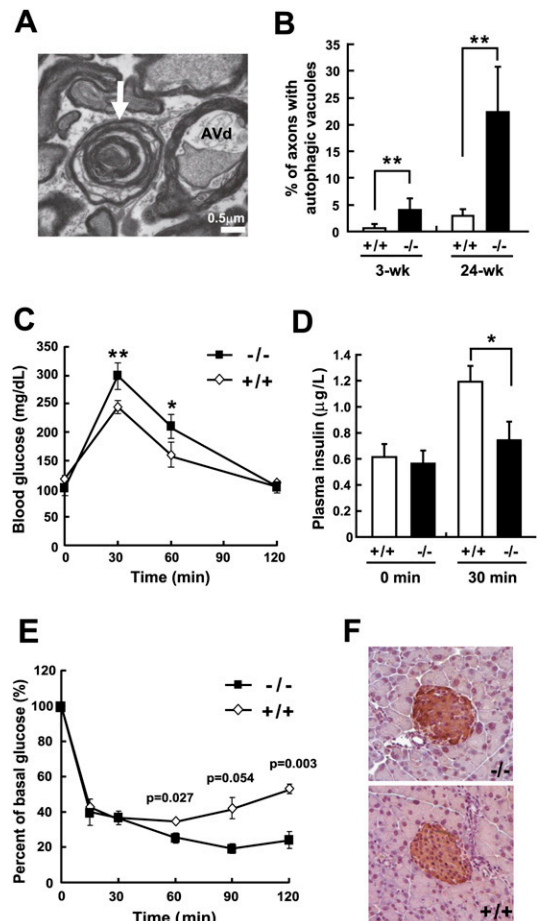 A
AVd
0.5µm
B
% of axons with
autophagic vacuoles
35
30
25
20
15
10
5
0
**
**
+/+ -/- +/+ -/-
3-wk 24-wk
C
Blood glucose (mg/dL)
350
300
250
200
150
100
50
0
**
*
-/-
+/+
0 30 60 90 120
Time (min)
D
Plasma insulin (µg/L)
1.4
1.2
1.0
0.8
0.6
0.4
0.2
0
*
+/+ -/- +/+ -/-
0 min 30 min
E
Percent of basal glucose (%)
120
100
80
60
40
20
0
-/-
+/+
p=0.027
p=0.054
p=0.003
0 30 60 90 120
Time (min)
F
-/-
+/+